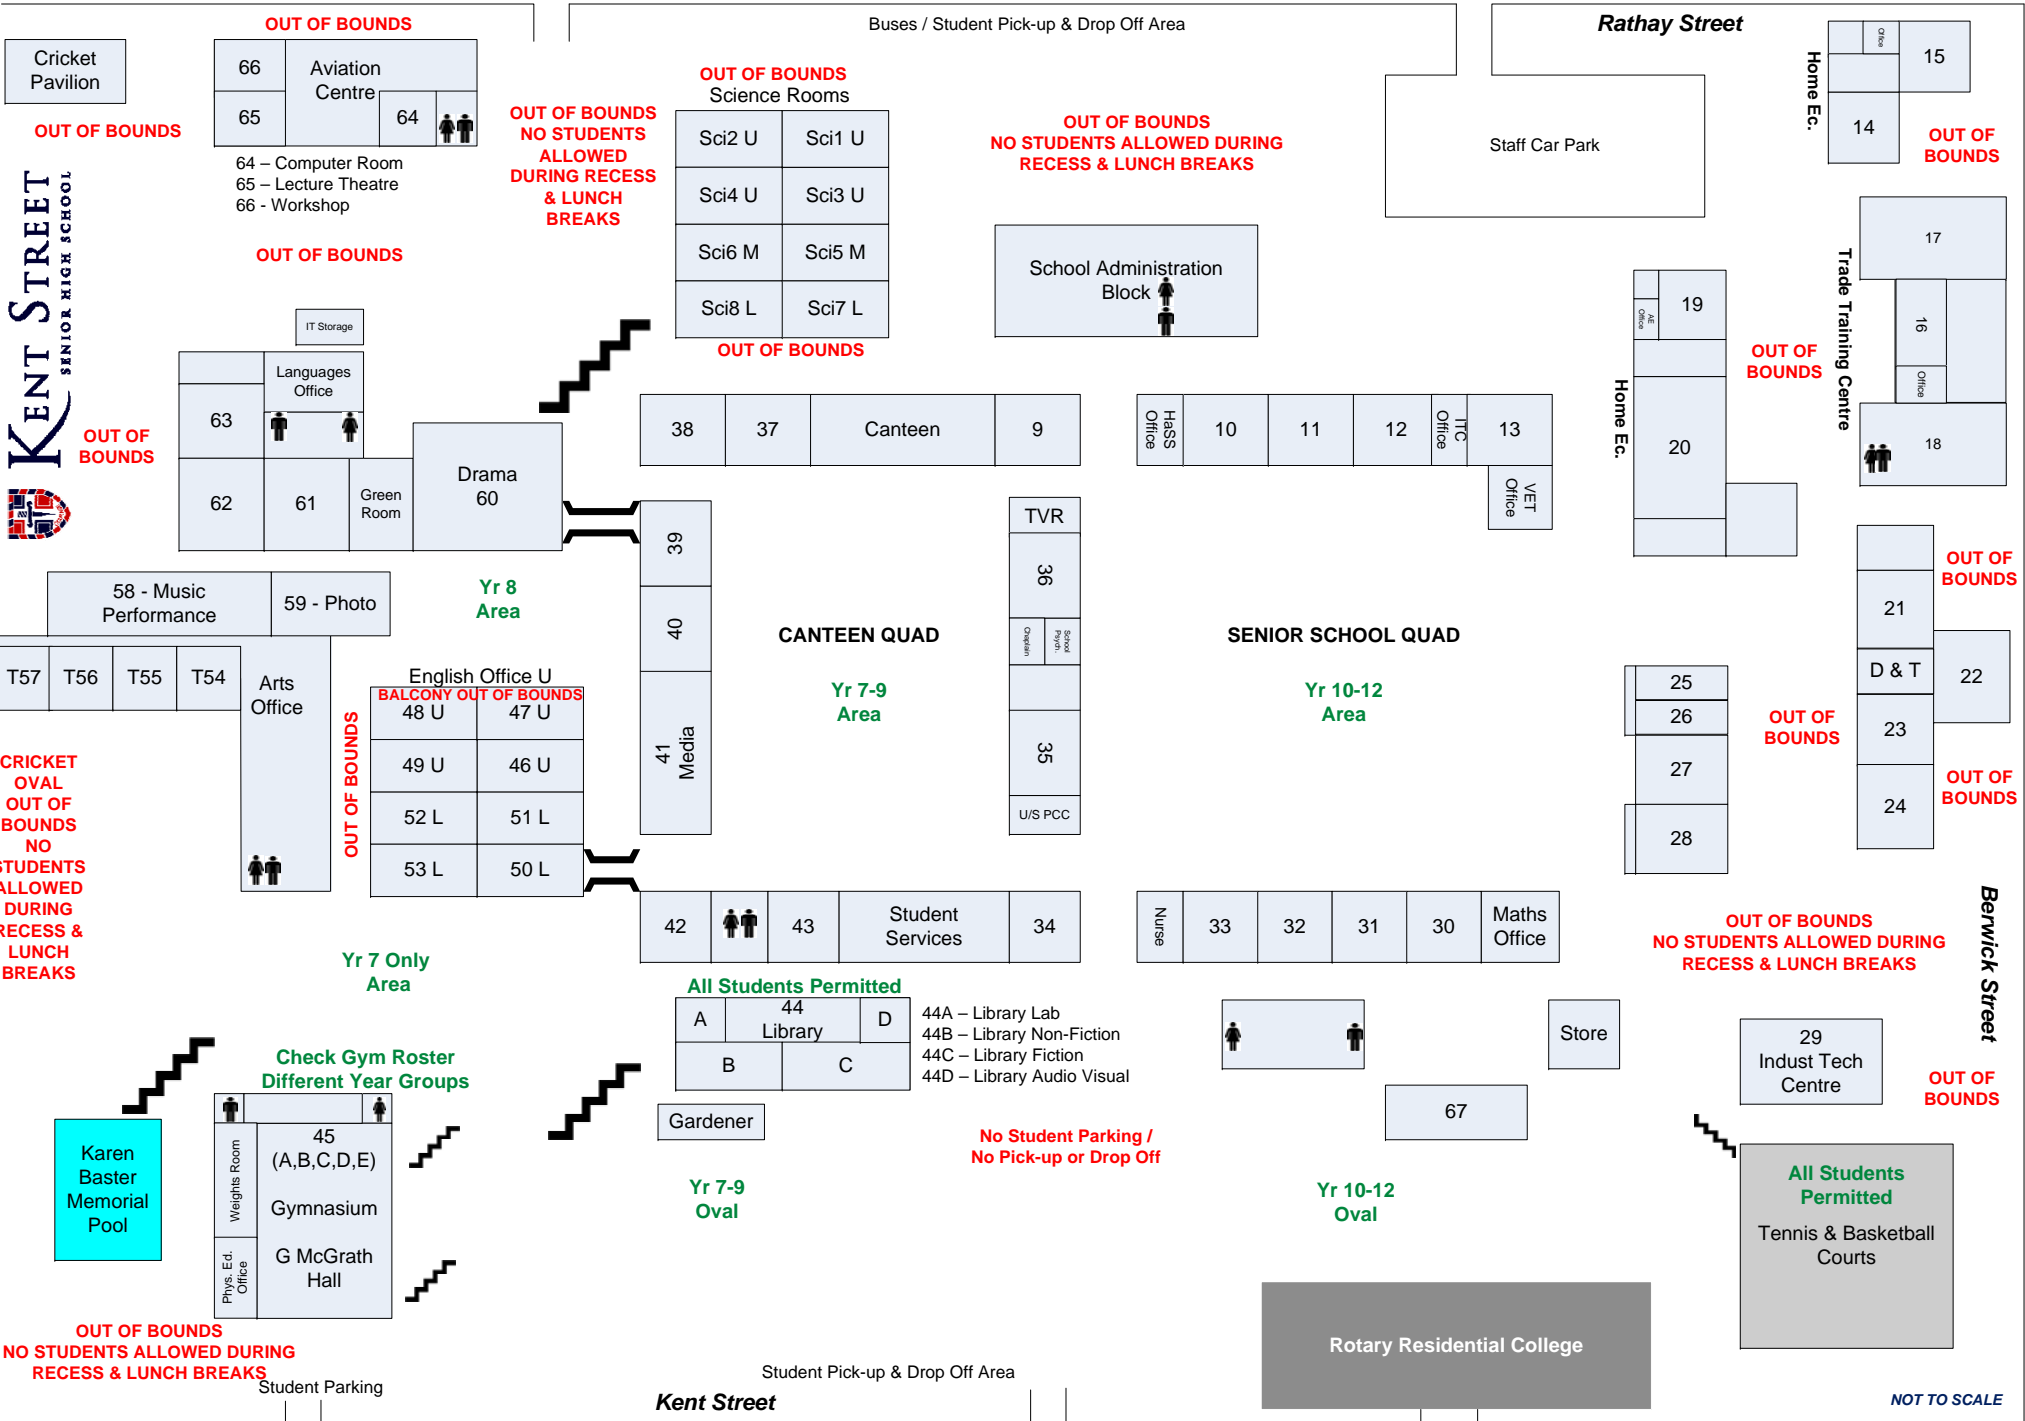 OUT OF BOUNDS
Buses / Student Pick-up & Drop Off Area
Rathay Street
Cricket
Pavilion
OUT OF BOUNDS
66
Aviation
Centre
65
64
64 – Computer Room
65 – Lecture Theatre
66 - Workshop
OUT OF BOUNDS
OUT OF BOUNDS
NO STUDENTS
ALLOWED
DURING RECESS
& LUNCH
BREAKS
OUT OF BOUNDS
Science Rooms
Sci2 U
Sci1 U
Sci4 U
Sci3 U
Sci6 M
Sci5 M
Sci8 L
Sci7 L
OUT OF BOUNDS
OUT OF BOUNDS
NO STUDENTS ALLOWED DURING
RECESS & LUNCH BREAKS
School Administration
Block
Staff Car Park
Home Ec.
Office
15
14
OUT OF
BOUNDS
KENT STREET
SENIOR HIGH SCHOOL
IT Storage
Languages
Office
63
OUT OF
BOUNDS
62
61
Green
Room
Drama
60
38
37
Canteen
9
HaSS
Office
10
11
12
ITC
Office
13
VET
Office
19
AE
Office
Home Ec.
20
OUT OF
BOUNDS
Trade Training Centre
17
16
Office
18
58 - Music
Performance
59 - Photo
Yr 8
Area
39
40
41
Media
CANTEEN QUAD
Yr 7-9
Area
TVR
36
Chaplain
School
Psych.
35
U/S PCC
SENIOR SCHOOL QUAD
Yr 10-12
Area
OUT OF
BOUNDS
21
D & T
22
23
24
OUT OF
BOUNDS
25
26
27
28
OUT OF
BOUNDS
T57
T56
T55
T54
Arts
Office
English Office U
BALCONY OUT OF BOUNDS
48 U
47 U
49 U
46 U
52 L
51 L
53 L
50 L
OUT OF BOUNDS
CRICKET
OVAL
OUT OF
BOUNDS
NO
STUDENTS
ALLOWED
DURING
RECESS &
LUNCH
BREAKS
42
43
Student
Services
34
Nurse
33
32
31
30
Maths
Office
OUT OF BOUNDS
NO STUDENTS ALLOWED DURING
RECESS & LUNCH BREAKS
Berwick Street
Yr 7 Only
Area
All Students Permitted
A
44
Library
D
B
C
44A – Library Lab
44B – Library Non-Fiction
44C – Library Fiction
44D – Library Audio Visual
Store
29
Indust Tech
Centre
OUT OF
BOUNDS
Check Gym Roster
Different Year Groups
Gardener
67
No Student Parking /
No Pick-up or Drop Off
Karen
Baster
Memorial
Pool
Weights Room
45
(A,B,C,D,E)
Gymnasium
G McGrath
Hall
Phys. Ed.
Office
Yr 7-9
Oval
Yr 10-12
Oval
All Students
Permitted
Tennis & Basketball
Courts
OUT OF BOUNDS
NO STUDENTS ALLOWED DURING
RECESS & LUNCH BREAKS
Student Parking
Student Pick-up & Drop Off Area
Kent Street
Rotary Residential College
NOT TO SCALE